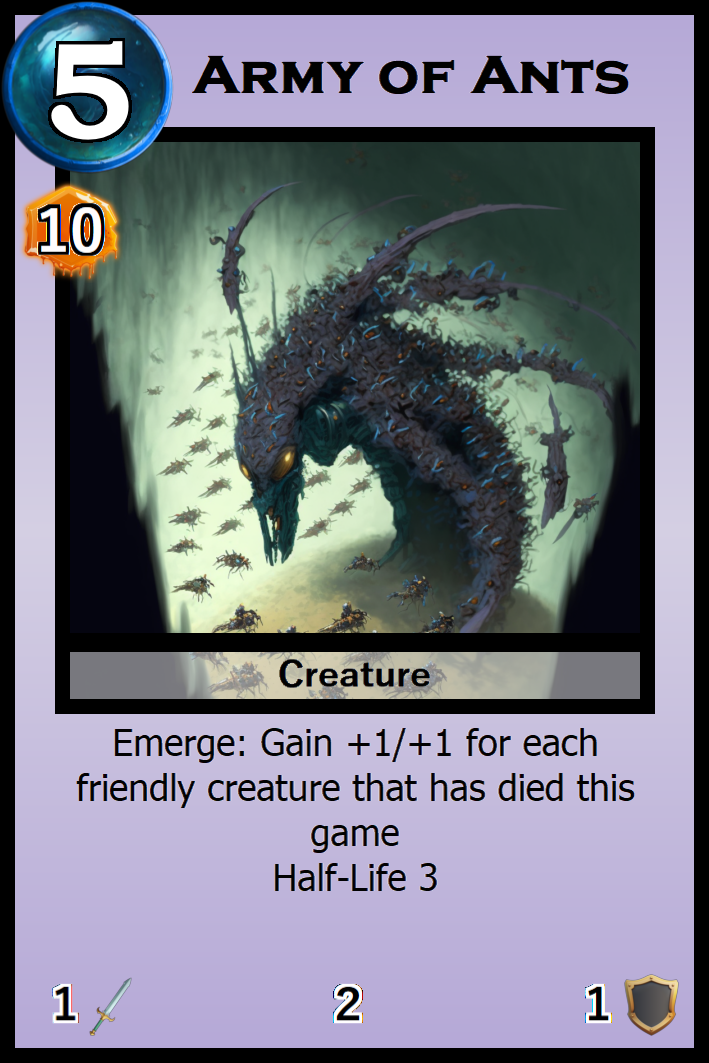 5
Army of Ants
10
Creature
Emerge: Gain +1/+1 for each
friendly creature that has died this
game
Half-Life 3
1 2 1